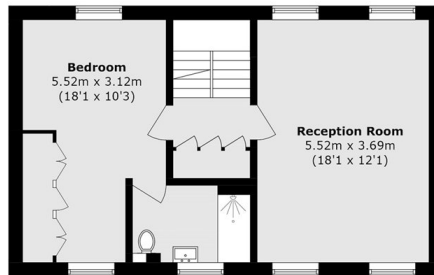 Bedroom
5.52m x 3.12m
(18'1 x 10'3)
Reception Room
5.52m x 3.69m
(18'1 x 12'1)